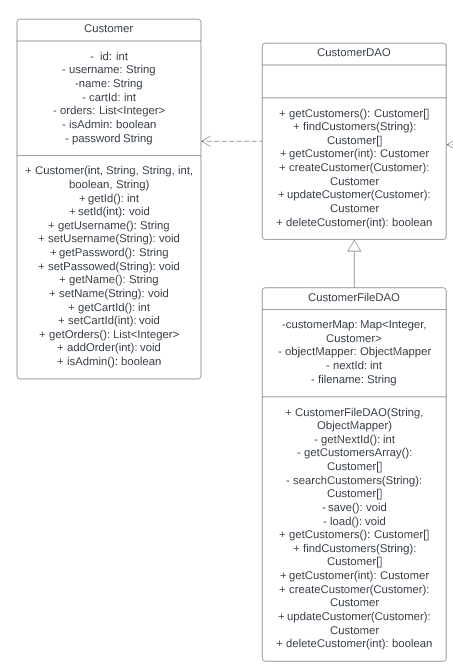 Customer
- id: int
- username: String
-name: String
- cartId: int
- orders: List<Integer>
- isAdmin: boolean
- password String
+ Customer(int, String, String, int,
boolean, String)
+ getId(): int
+ setId(int): void
+ getUsername(): String
+ setUsername(String): void
+ getPassword(): String
+ setPassowed(String): void
+ getName(): String
+ setName(String): void
+ getCartId(): int
+ setCartId(int): void
+ getOrders(): List<Integer>
+ addOrder(int): void
+ isAdmin(): boolean
CustomerDAO
+ getCustomers(): Customer[]
+ findCustomers(String):
Customer[]
+ getCustomer(int): Customer
+ createCustomer(Customer):
Customer
+ updateCustomer(Customer):
Customer
+ deleteCustomer(int): boolean
CustomerFileDAO
-customerMap: Map<Integer,
Customer>
- objectMapper: ObjectMapper
- nextId: int
- filename: String
+ CustomerFileDAO(String,
ObjectMapper)
- getNextId(): int
- getCustomersArray():
Customer[]
- searchCustomers(String):
Customer[]
- save(): void
- load(): void
+ getCustomers(): Customer[]
+ findCustomers(String):
Customer[]
+ getCustomer(int): Customer
+ createCustomer(Customer):
Customer
+ updateCustomer(Customer):
Customer
+ deleteCustomer(int): boolean